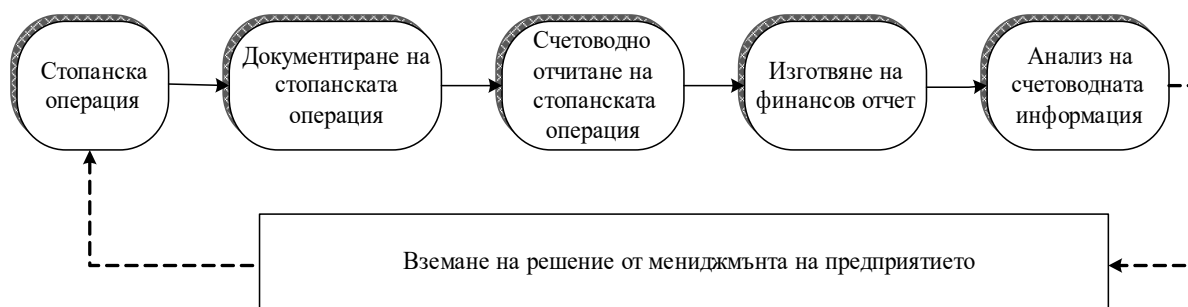 Стопанска
операция
Документиране на
стопанската
операция
Счетоводно
отчитане на
стопанската
операция
Изготвяне на
финансов отчет
Анализ на
счетоводната
информация
Вземане на решение от мениджмънта на предприятието